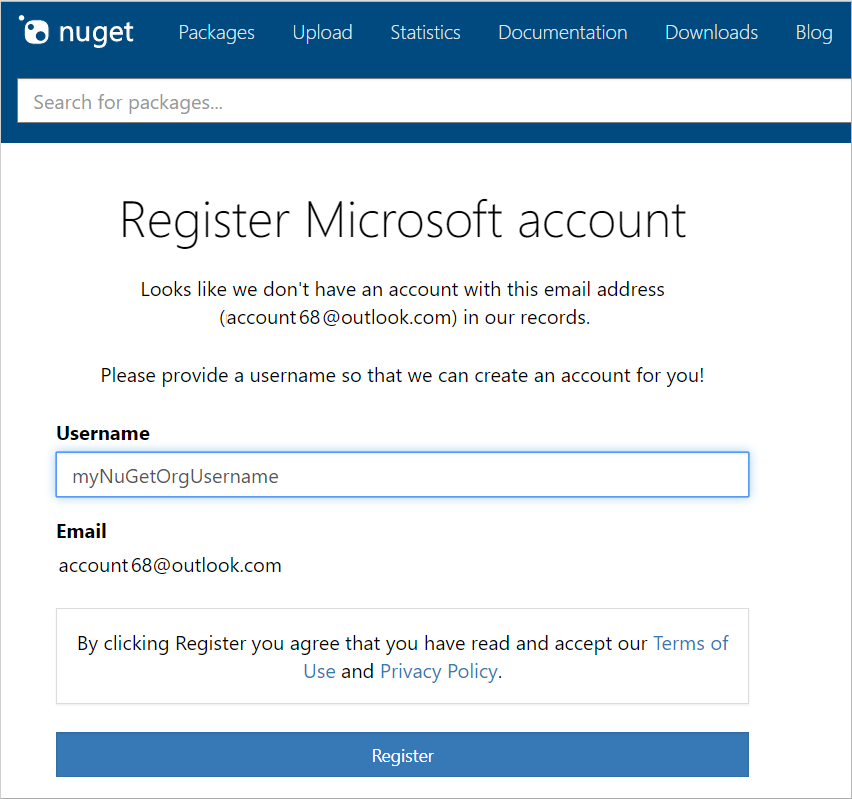 nuget Packages Upload Statistics Documentation Downloads Blog
Search for packages...
Register Microsoft account
Looks like we don't have an account with this email address
(account68@outlook.com) in our records.
Please provide a username so that we can create an account for you!
Username
myNuGetOrgUsername
Email
account68@outlook.com
By clicking Register you agree that you have read and accept our Terms of
Use and Privacy Policy.
Register